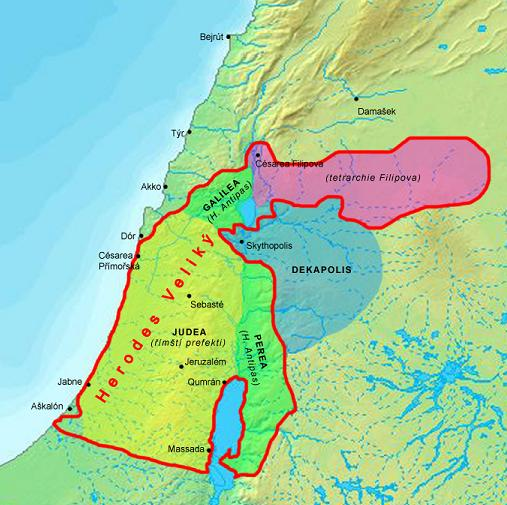 Bejrút
Damašek
Týr
Césarea Filipova
(tetrarchie Filipova)
Akko
GALILEA
(H. Antipas)
Dór
Skythopolis
Césarea
Přímořská
DEKAPOLIS
Herodes Veliký
Sebasté
JUDEA
(římští prefekti)
PEREA
(H. Antipas)
Jeruzalém
Jabne
Qumrán
Aškalón
Massada